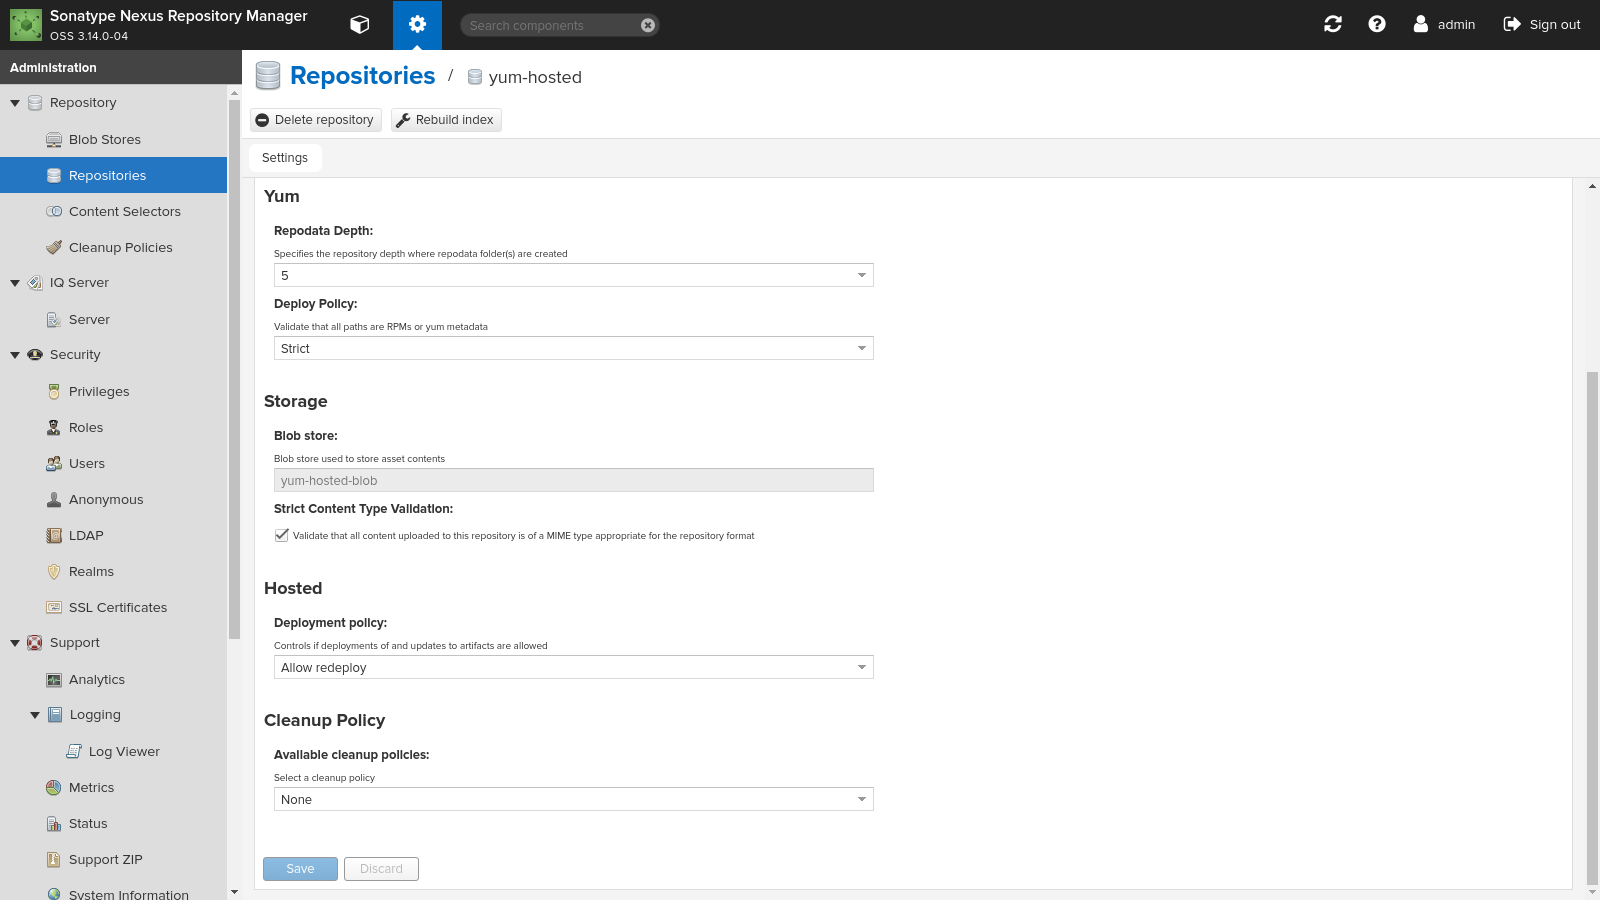 Sonatype Nexus Repository Manager
OSS 3.14.0-04
Search components
admin
Sign out
Administration
Repository
Blob Stores
Repositories
Content Selectors
Cleanup Policies
IQ Server
Server
Security
Privileges
Roles
Users
Anonymous
LDAP
Realms
SSL Certificates
Support
Analytics
Logging
Log Viewer
Metrics
Status
Support ZIP
System Information
Repositories / yum-hosted
Delete repository
Rebuild index
Settings
Yum
Repodata Depth:
Specifies the repository depth where repodata folder(s) are created
5
Deploy Policy:
Validate that all paths are RPMs or yum metadata
Strict
Storage
Blob store:
Blob store used to store asset contents
yum-hosted-blob
Strict Content Type Validation:
Validate that all content uploaded to this repository is of a MIME type appropriate for the repository format
Hosted
Deployment policy:
Controls if deployments of and updates to artifacts are allowed
Allow redeploy
Cleanup Policy
Available cleanup policies:
Select a cleanup policy
None
Save
Discard